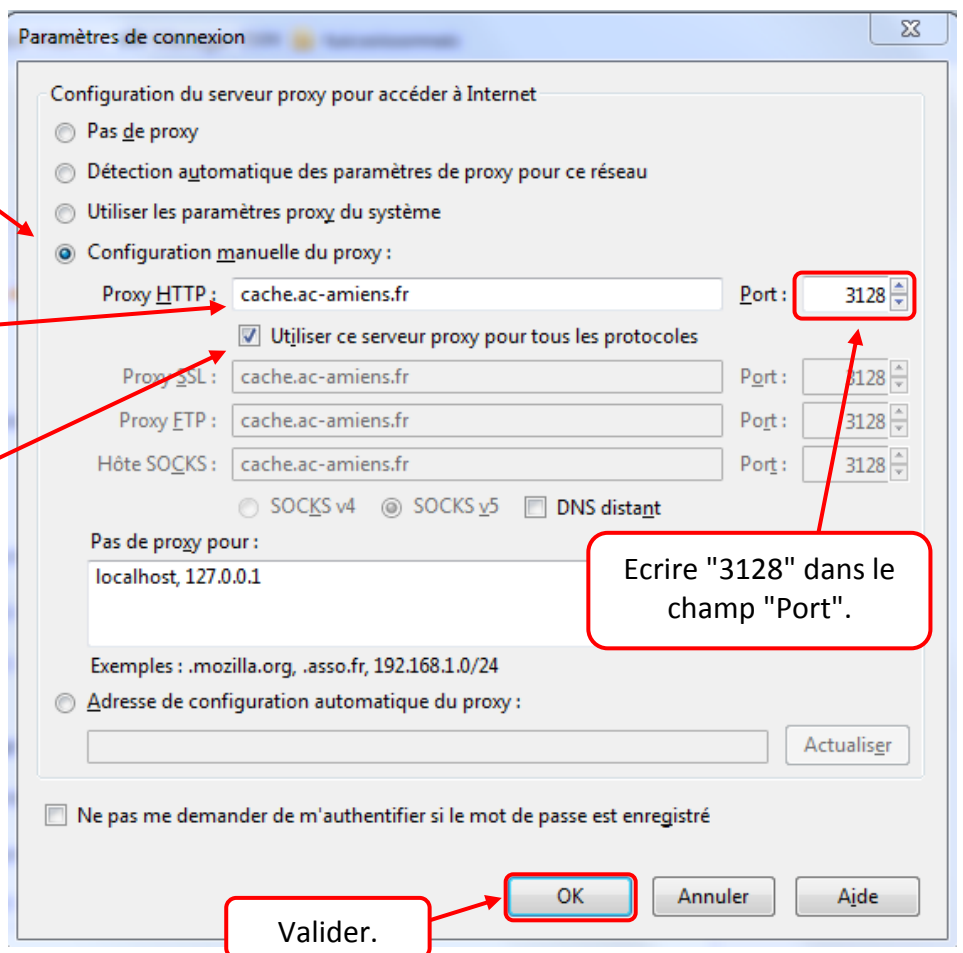 Paramètres de connexion
Configuration du serveur proxy pour accéder à Internet
Pas de proxy
Détection automatique des paramètres de proxy pour ce réseau
Utiliser les paramètres proxy du système
Configuration manuelle du proxy :
Proxy HTTP : cache.ac-amiens.fr Port : 3128
Utiliser ce serveur proxy pour tous les protocoles
Proxy SSL : cache.ac-amiens.fr Port : 3128
Proxy FTP : cache.ac-amiens.fr Port : 3128
Hôte SOCKS : cache.ac-amiens.fr Port : 3128
SOCKS v4 SOCKS v5 DNS distant
Pas de proxy pour :
localhost, 127.0.0.1
Ecrire "3128" dans le
champ "Port".
Exemples : .mozilla.org, .asso.fr, 192.168.1.0/24
Adresse de configuration automatique du proxy :
Actualiser
Ne pas me demander de m'authentifier si le mot de passe est enregistré
OK Annuler Aide
Valider.